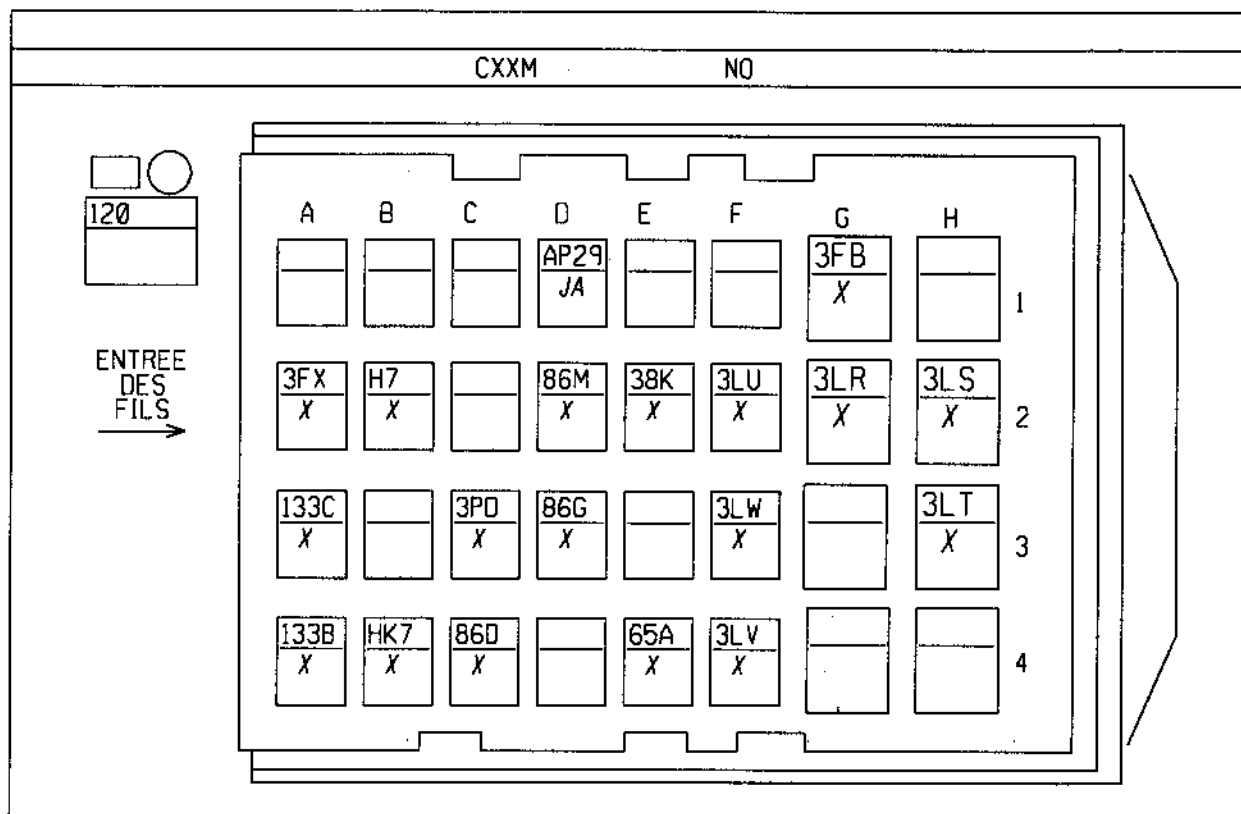 CXXM NO
120
A B C D E F G H
AP29 3FB
JA X
1
ENTREE
DES
FILS
3FX H7 86M 38K 3LU 3LR 3LS
X X X X X X X
2
133C 3PD 86G 3LW 3LT
X X X X X
3
133B HK7 86D 65A 3LV
X X X X X
4